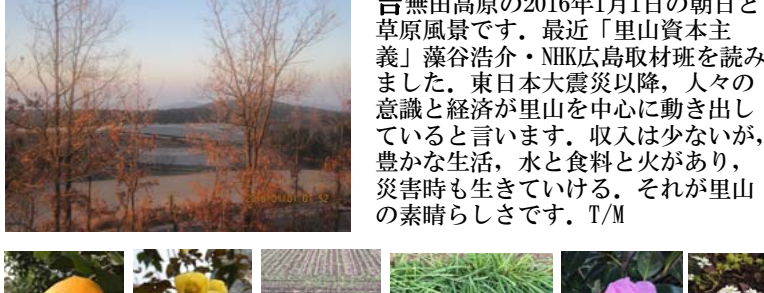 吉無田高原の2016年1月1日の朝日と
草原風景です．最近「里山資本主
義」藻谷浩介・NHK広島取材班を読み
ました．東日本大震災以降，人々の
意識と経済が里山を中心に動き出し
ていると言います．収入は少ないが，
豊かな生活，水と食料と火があり，
災害時も生きていける．それが里山
の素晴らしさです．T/M